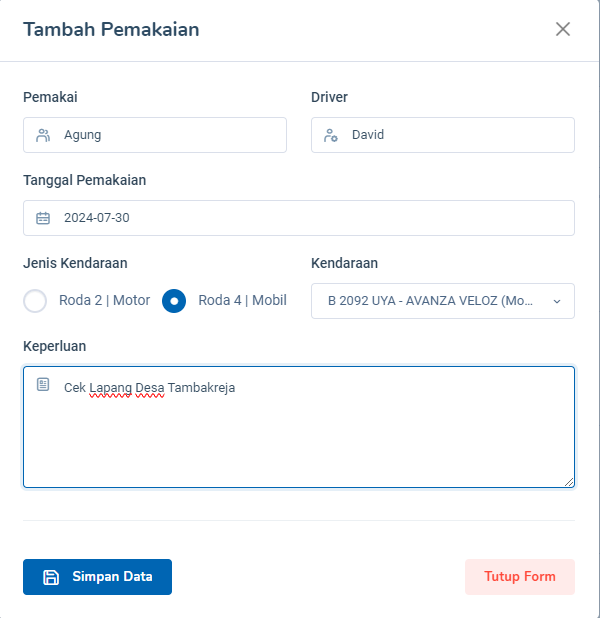 Tambah Pemakaian
Pemakai Driver
Agung David
Tanggal Pemakaian
2024-07-30
Jenis Kendaraan Kendaraan
Roda 2 | Motor Roda 4 | Mobil B 2092 UYA - AVANZA VELOZ (Mo...
Keperluan
Cek Lapang Desa Tambakreja
Simpan Data Tutup Form